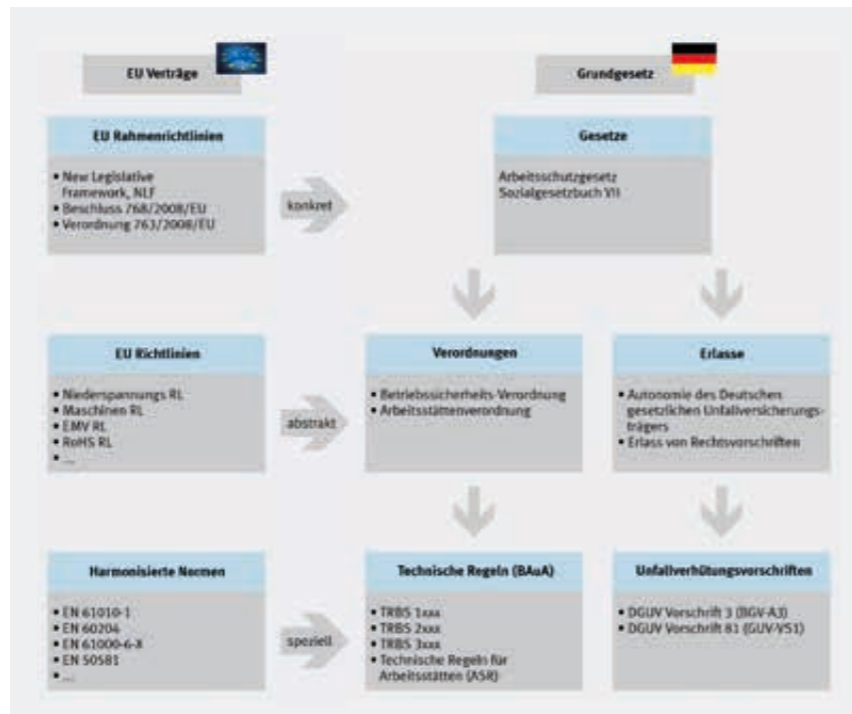 EU Verträge
Grundgesetz
EU Rahmenrichtlinien
• New Legislative
Framework, NLF
• Beschluss 768/2008/EU
• Verordnung 763/2008/EU
konkret
Gesetze
Arbeitsschutzgesetz
Sozialgesetzbuch VII
EU Richtlinien
• Niederspannungs RL
• Maschinen RL
• EMV RL
• RoHS RL
• ...
abstrakt
Verordnungen
• Betriebssicherheits-Verordnung
• Arbeitsstättenverordnung
Erlasse
• Autonomie des Deutschen
gesetzlichen Unfallversicherungs-
trägers
• Erlass von Rechtsvorschriften
Harmonisierte Normen
• EN 61010-1
• EN 60204
• EN 61000-6-X
• EN 50581
• ...
speziell
Technische Regeln (BAuA)
• TRBS 1xxx
• TRBS 2xxx
• TRBS 3xxx
• Technische Regeln für
Arbeitsstätten (ASR)
Unfallverhütungsvorschriften
• DGUV Vorschrift 3 (BGV-A3)
• DGUV Vorschrift 81 (GUV-VS1)